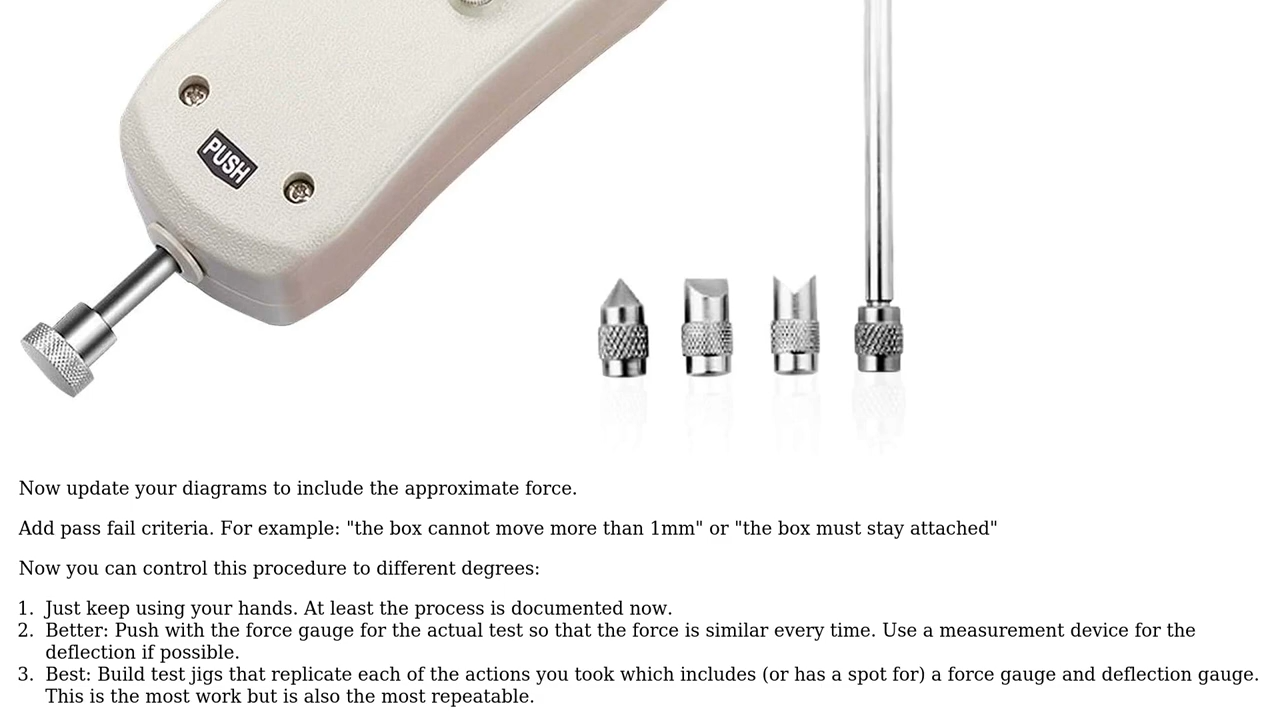 PUSH
Now update your diagrams to include the approximate force.
Add pass fail criteria. For example: "the box cannot move more than 1mm" or "the box must stay attached"
Now you can control this procedure to different degrees:
1. Just keep using your hands. At least the process is documented now.
2. Better: Push with the force gauge for the actual test so that the force is similar every time. Use a measurement device for the
deflection if possible.
3. Best: Build test jigs that replicate each of the actions you took which includes (or has a spot for) a force gauge and deflection gauge.
This is the most work but is also the most repeatable.